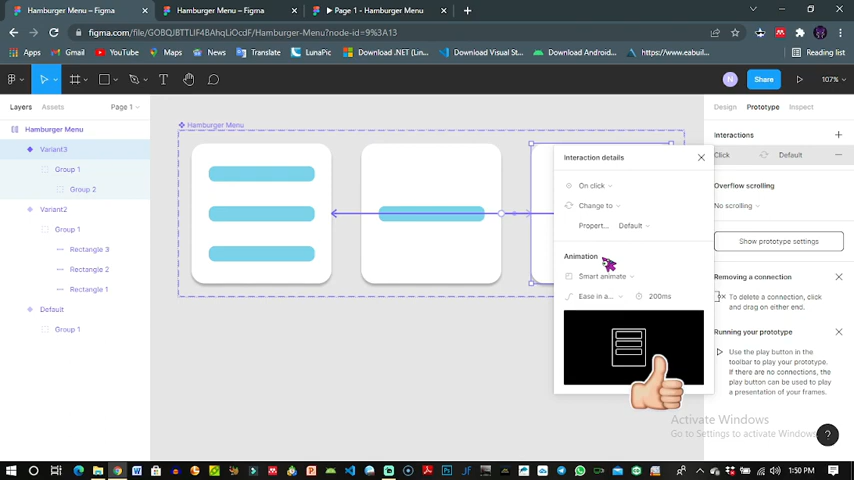 Hamburger Menu – Figma
Hamburger Menu – Figma
▶ Page 1 - Hamburger Menu
figma.com/file/GOBQJBTTLIF4BAhqLiOcdF/Hamburger-Menu?node-id=9%3A13
Apps
Gmail
YouTube
Maps
News
Translate
LunaPic
Download .NET (Lin...
Download Visual Stu...
Download Android...
https://www.eabuil...
Reading list
N
Share
107%
Layers
Assets
Page 1
Hamburger Menu
Design
Prototype
Inspect
Hamburger Menu
Interactions
Variant3
Interaction details
Click
Default
Group 1
On click
Overflow scrolling
Group 2
Change to
No scrolling
Variant2
Propert...
Default
Group 1
Show prototype settings
Rectangle 3
Animation
Rectangle 2
Smart animate
Removing a connection
Rectangle 1
Ease in a...
200ms
To delete a connection, click
and drag on either end.
Default
Group 1
Running your prototype
Use the play button in the
toolbar to play your prototype.
If there are no connections, the
play button can be used to play
a presentation of your frames.
Activate Windows
Go to Settings to activate Windows.
?
1:50 PM